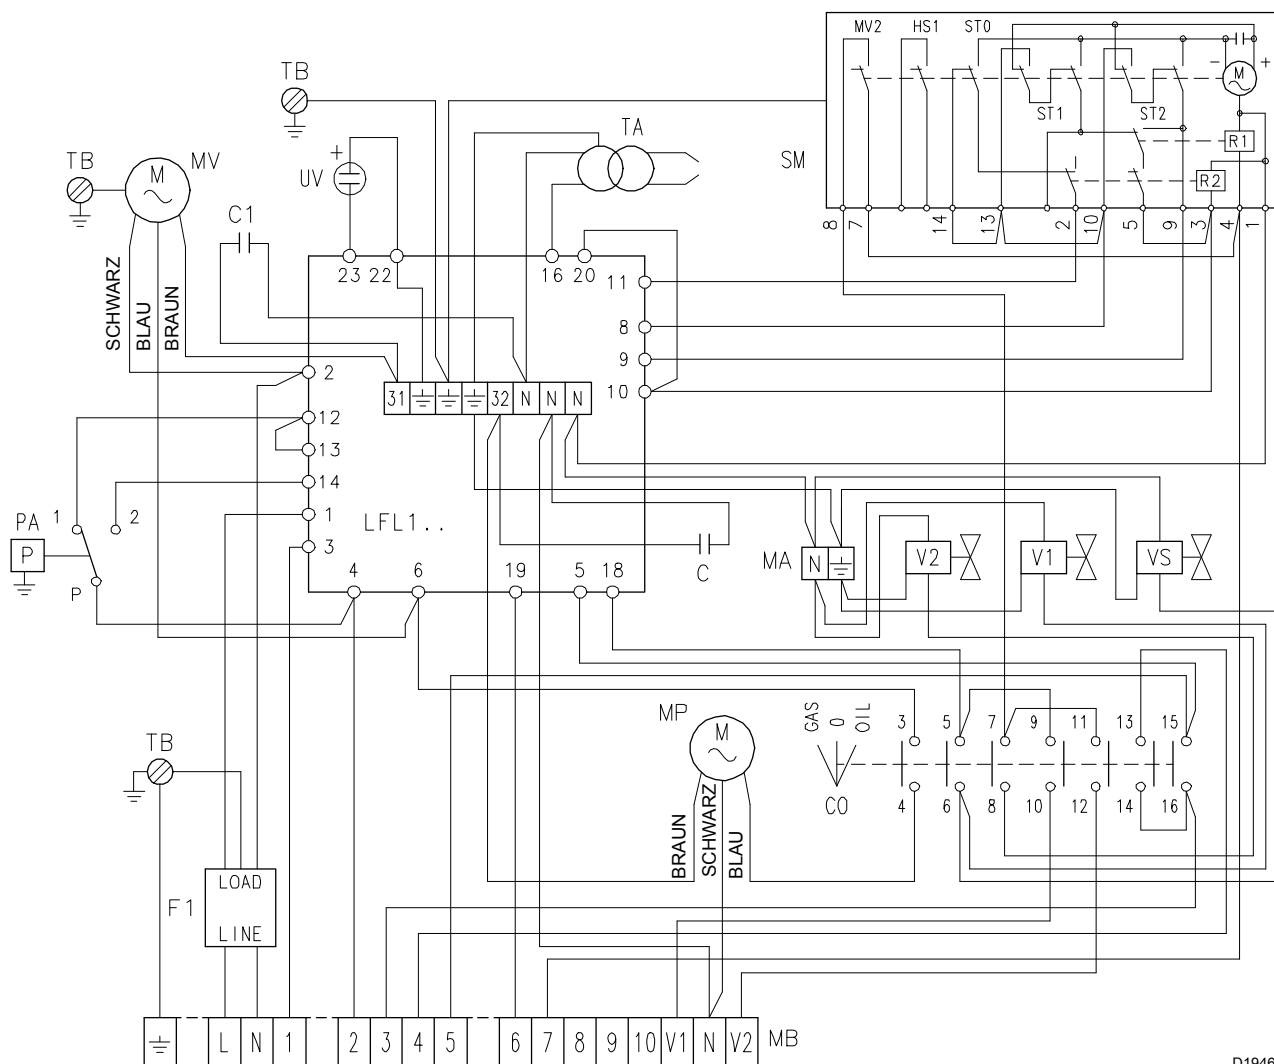 MV2 HS1 ST0
- M +
ST1 ST2
R1
R2
SM
8 7 14 13 2 10 5 9 3 4 1
TB
TA
TB
M MV
+
UV
C1
SCHWARZ
BLAU
BRAUN
23 22 16 20
11
8
9
10
2
12
13
14
1
3
31 32 N N N
LFL1..
C
4 6 19 5 18
PA
1 2
P
P
MA
N
V2 V1 VS
MP
M
BRAUN
SCHWARZ
BLAU
GAS
0
OIL
CO
3 5 7 9 11 13 15
4 6 8 10 12 14 16
TB
F1
LOAD
LINE
L N 1 2 3 4 5 6 7 8 9 10 V1 N V2 MB
D1946